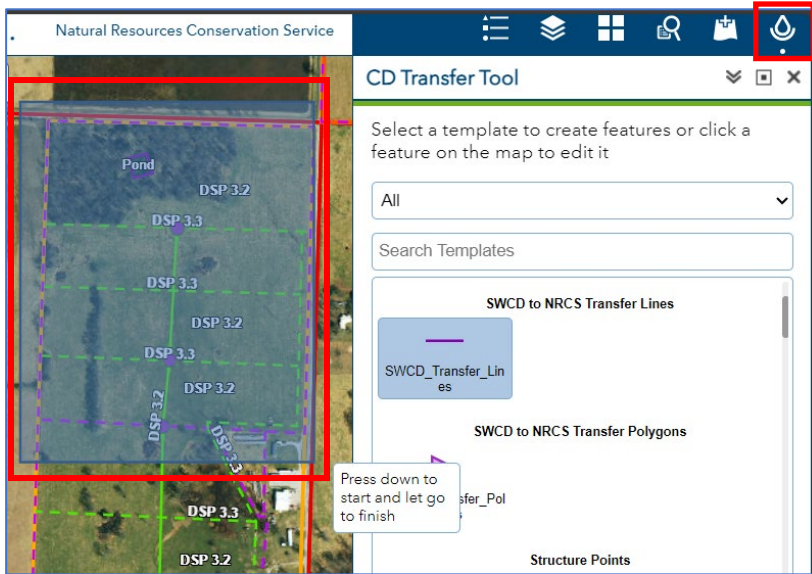 Natural Resources Conservation Service
CD Transfer Tool
Select a template to create features or click a
feature on the map to edit it
All
Search Templates
SWCD to NRCS Transfer Lines
SWCD_Transfer_Lin
es
SWCD to NRCS Transfer Polygons
sfer_Pol
s
Structure Points
Press down to
start and let go
to finish
Pond
DSP 3.2
DSP 3.3
DSP 3.3
DSP 3.2
DSP 3.3
DSP 3.2
DSP 3.2
DSP 3.3
DSP 3.3
DSP 3.2